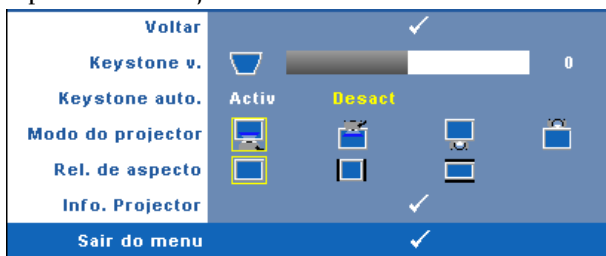 Voltar
Keystone v. 0
Keystone auto. Activ Desact
Modo do projector
Rel. de aspecto
Info. Projector
Sair do menu